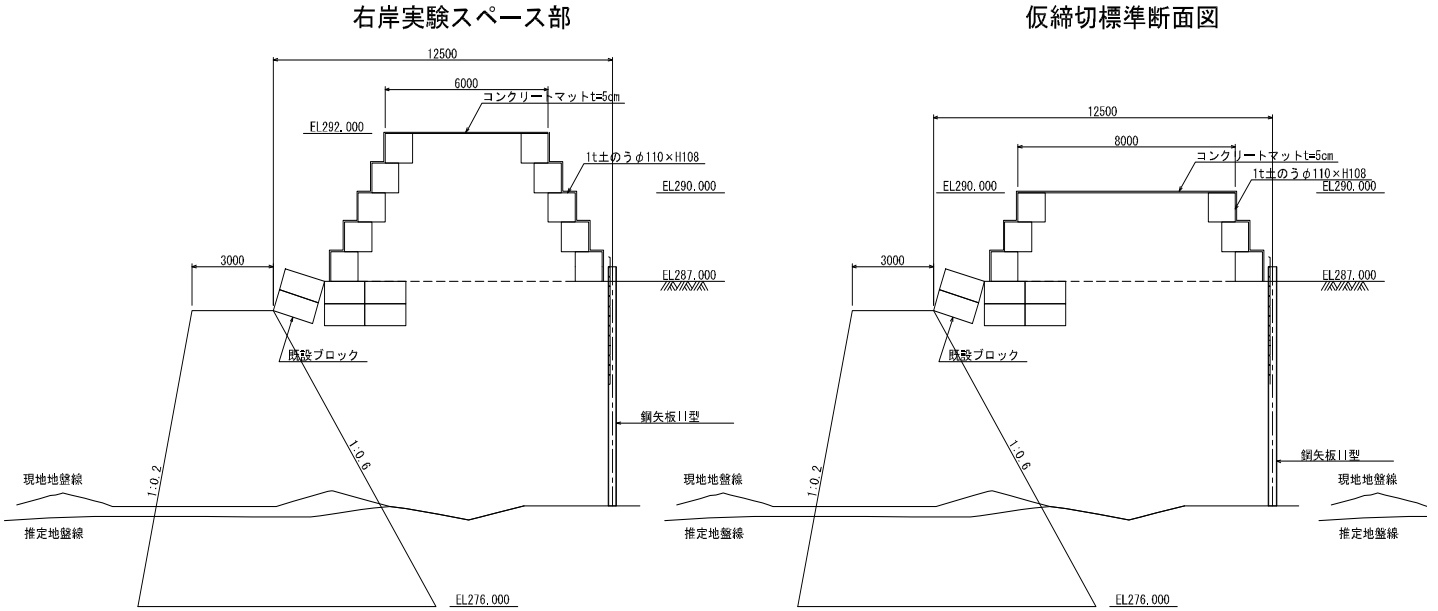 右岸実験スペース部
12500
6000
コンクリートマットt=5cm
EL292.000
1t土のうφ110×H108
EL290.000
3000
EL287.000
既設ブロック
鋼矢板II型
1:0.2
1:0.6
現地地盤線
推定地盤線
EL276.000
仮締切標準断面図
12500
8000
コンクリートマットt=5cm
1t土のうφ110×H108
EL290.000
EL290.000
3000
EL287.000
既設ブロック
鋼矢板II型
1:0.2
1:0.6
現地地盤線
推定地盤線
EL276.000
現地地盤線
推定地盤線